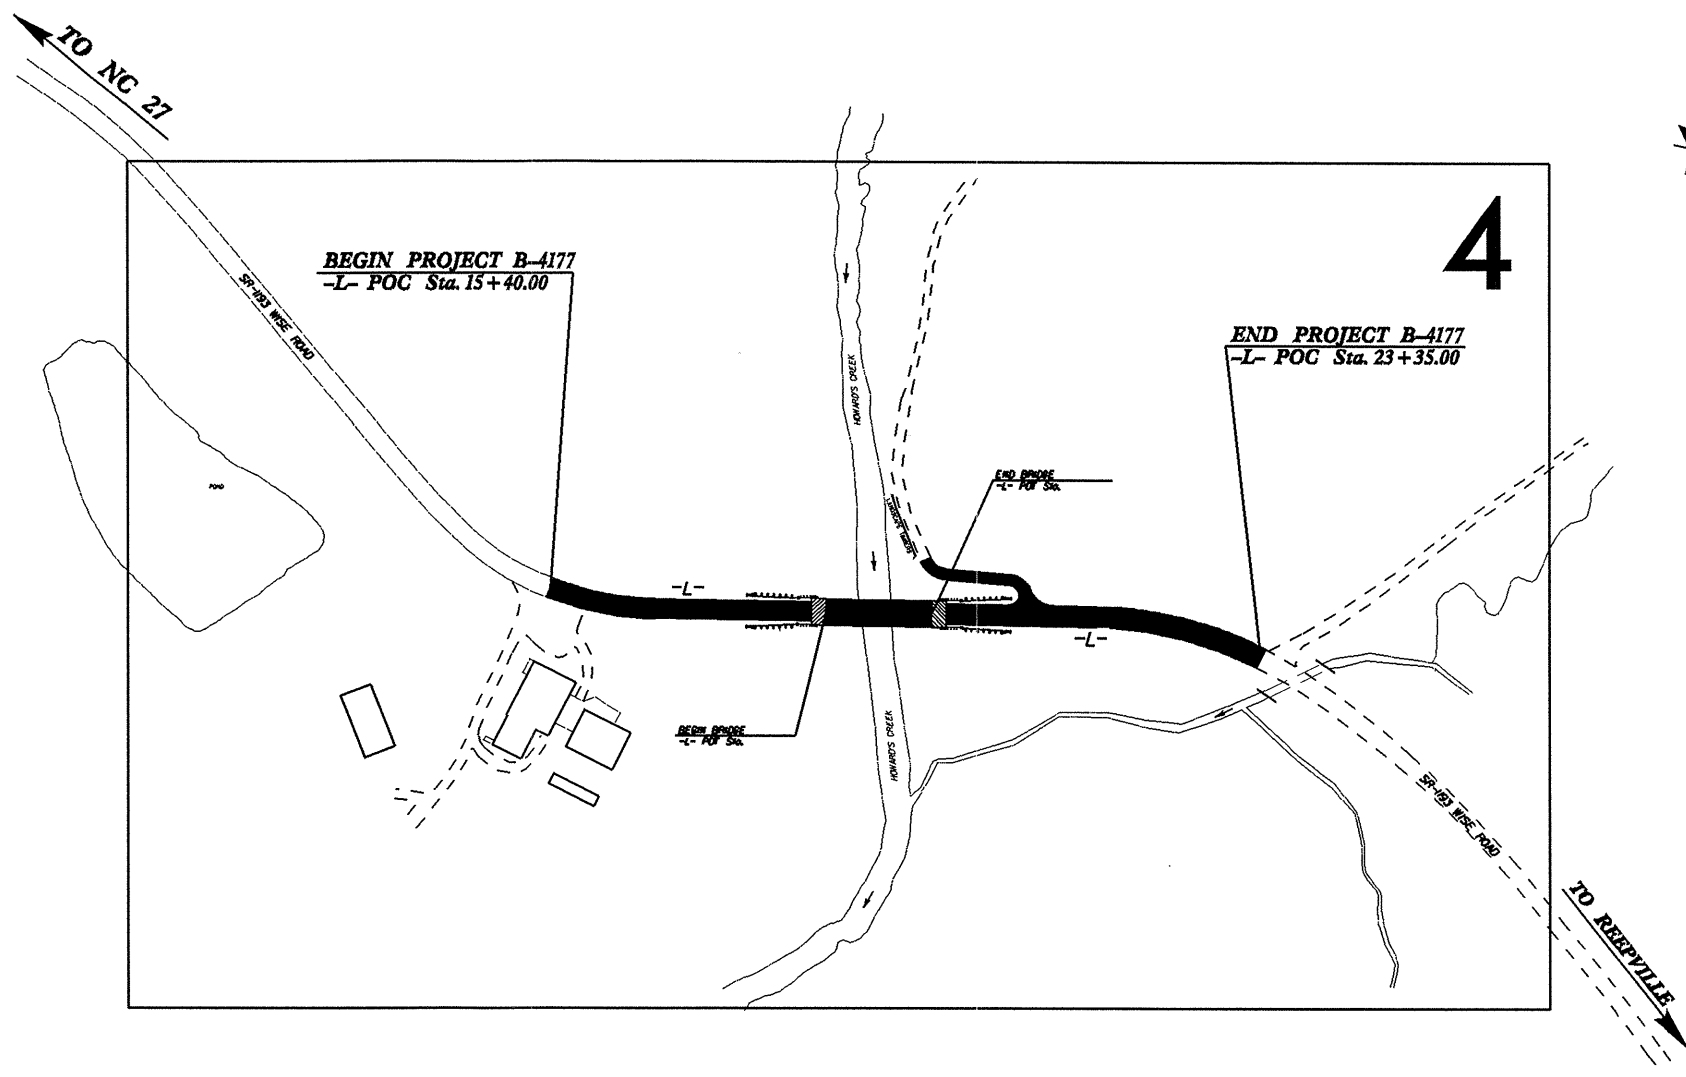 TO NC 27
4
BEGIN PROJECT B-4177
-L- POC Sta. 15+40.00
SR-1193 WISE ROAD
END PROJECT B-4177
-L- POC Sta. 23+35.00
HOWARD'S CREEK
POND
END BRIDGE
-L- POT Sta.
-L-
-L-
BEGIN BRIDGE
-L- POT Sta.
HOWARD'S CREEK
SR-1193 WISE ROAD
TO REEPVILLE